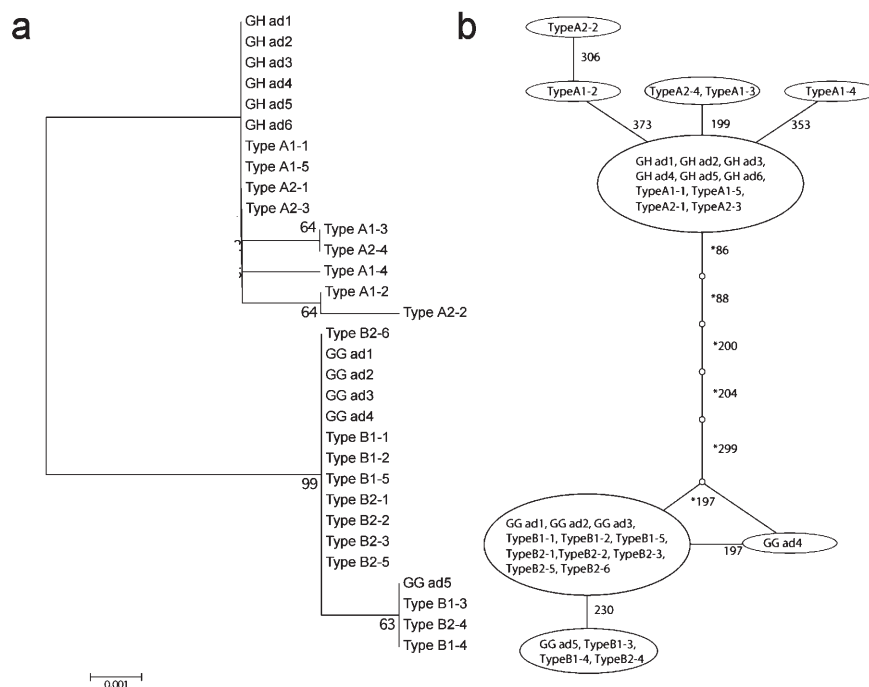 a
GH ad1
GH ad2
GH ad3
GH ad4
GH ad5
GH ad6
Type A1-1
Type A1-5
Type A2-1
Type A2-3
64
Type A1-3
Type A2-4
Type A1-4
Type A1-2
64
Type A2-2
Type B2-6
GG ad1
GG ad2
GG ad3
GG ad4
Type B1-1
Type B1-2
Type B1-5
99
Type B2-1
Type B2-2
Type B2-3
Type B2-5
GG ad5
Type B1-3
63
Type B2-4
Type B1-4
0.001
b
TypeA2-2
306
TypeA1-2
TypeA2-4, TypeA1-3
TypeA1-4
373
199
353
GH ad1, GH ad2, GH ad3,
GH ad4, GH ad5, GH ad6,
TypeA1-1, TypeA1-5,
TypeA2-1, TypeA2-3
*86
*88
*200
*204
*299
*197
GG ad1, GG ad2, GG ad3,
TypeB1-1, TypeB1-2, TypeB1-5,
TypeB2-1,TypeB2-2, TypeB2-3,
TypeB2-5, TypeB2-6
197
GG ad4
230
GG ad5, TypeB1-3,
TypeB1-4, TypeB2-4